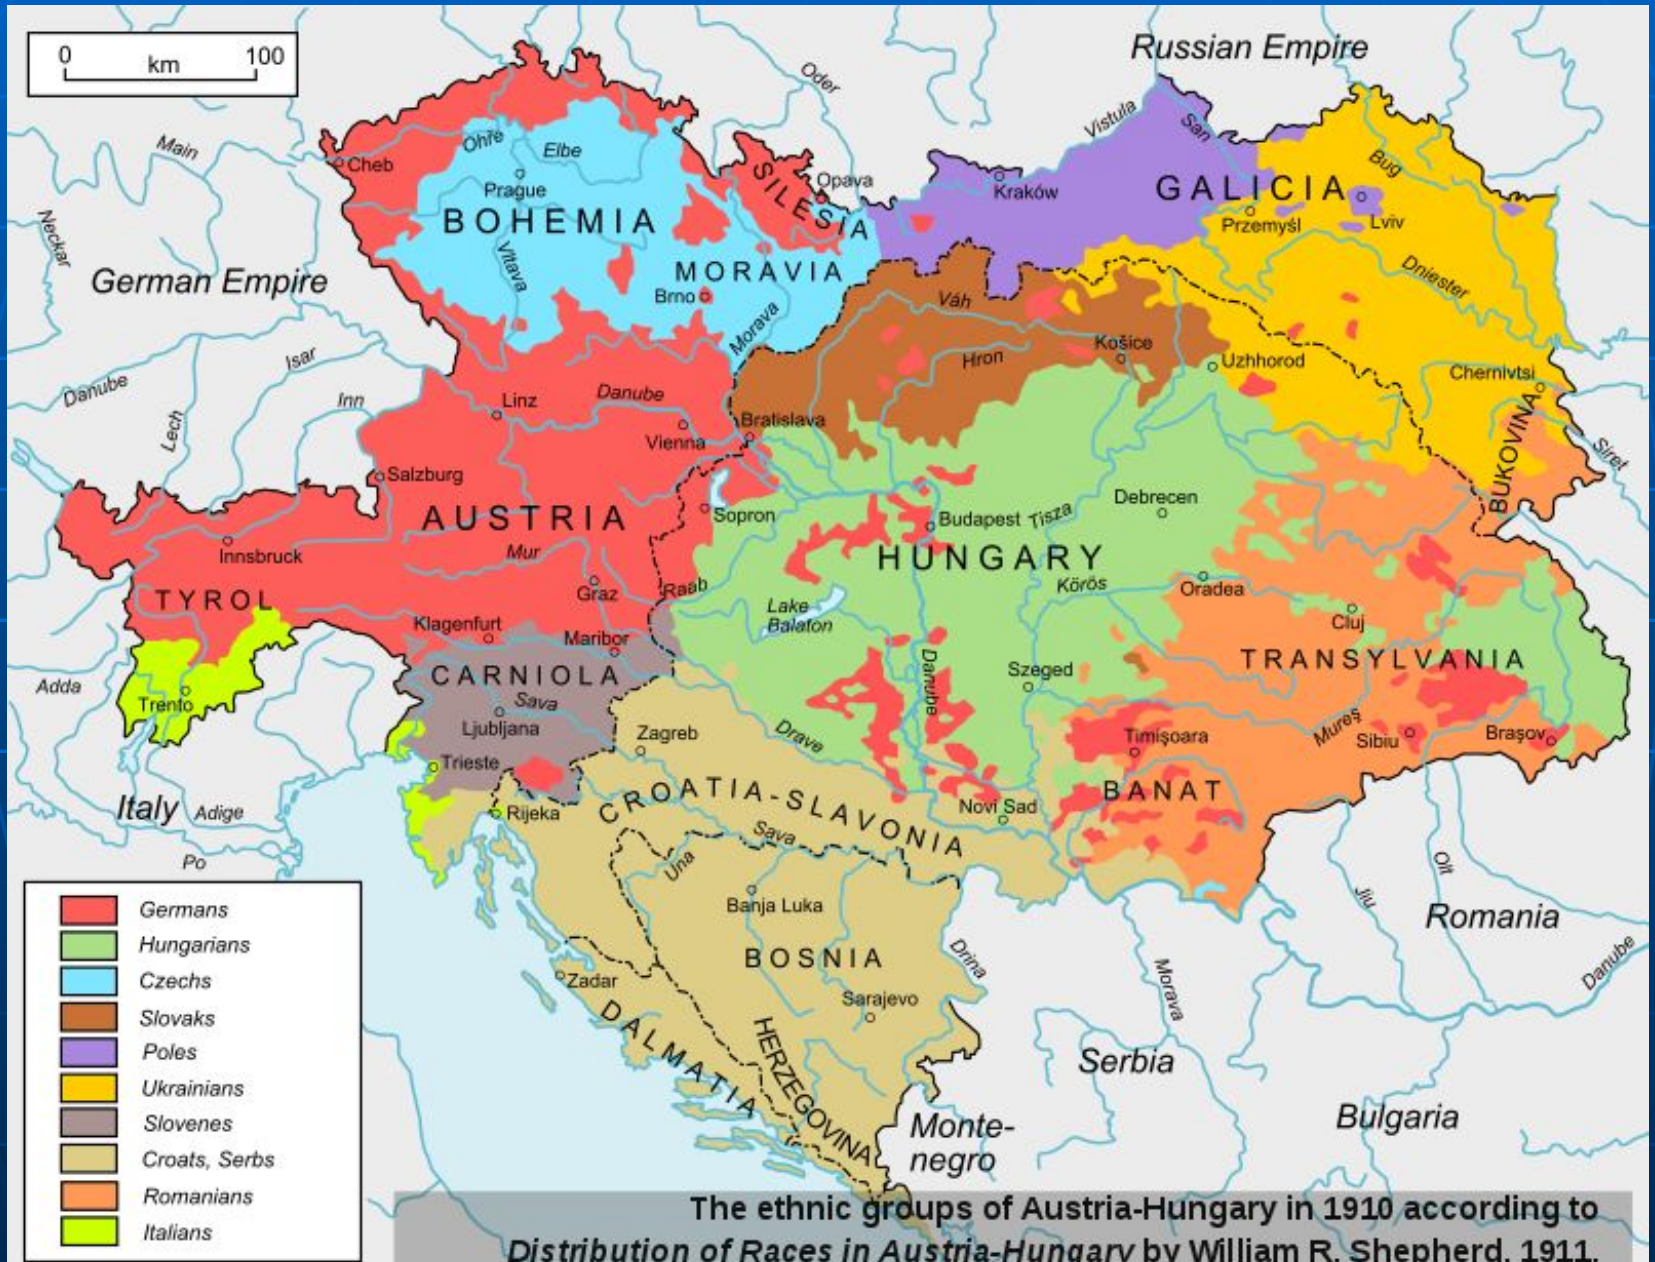 0 100
km
Russian Empire
Oder
Vistula
San
Main
Ohře
Elbe
Cheb
Bug
Opava
SILESIA
Prague
Kraków
GALICIA
BOHEMIA
Przemyśl
Lviv
Neckar
Vltava
MORAVIA
German Empire
Brno
Dniester
Váh
Morava
Isar
Hron
Košice
Uzhhorod
Chernivtsi
Danube
Inn
Linz
Danube
Lech
Vienna
Bratislava
BUKOVINA
Siret
Salzburg
AUSTRIA
Sopron
Debrecen
Budapest
Tisza
Innsbruck
Mur
HUNGARY
TYROL
Graz
Raab
Körös
Oradea
Lake
Balaton
Klagenfurt
Maribor
Cluj
CARNIOLA
Szeged
TRANSYLVANIA
Adda
Trento
Sava
Danube
Ljubljana
Zagreb
Drave
Mureș
Timișoara
Sibiu
Brașov
Trieste
BANAT
Italy
Adige
Rijeka
CROATIA-SLAVONIA
Novi Sad
Po
Sava
Una
Olt
Jiu
Banja Luka
Romania
BOSNIA
Drina
Danube
Zadar
Morava
Sarajevo
DALMATIA
HERZEGOVINA
Serbia
Monte-
negro
Bulgaria
Germans
Hungarians
Czechs
Slovaks
Poles
Ukrainians
Slovenes
Croats, Serbs
Romanians
Italians
The ethnic groups of Austria-Hungary in 1910 according to
Distribution of Races in Austria-Hungary by William R. Shepherd, 1911.